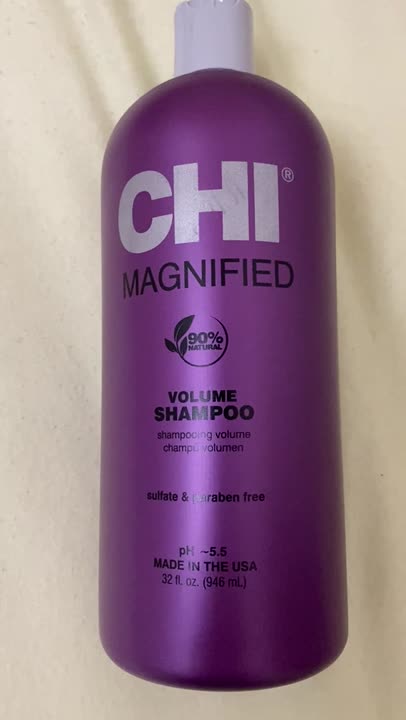 CHI®
MAGNIFIED
90%
NATURAL
VOLUME
SHAMPOO
shampooing volume
champú volumen
sulfate & paraben free
pH ~5.5
MADE IN THE USA
32 fl. oz. (946 mL)